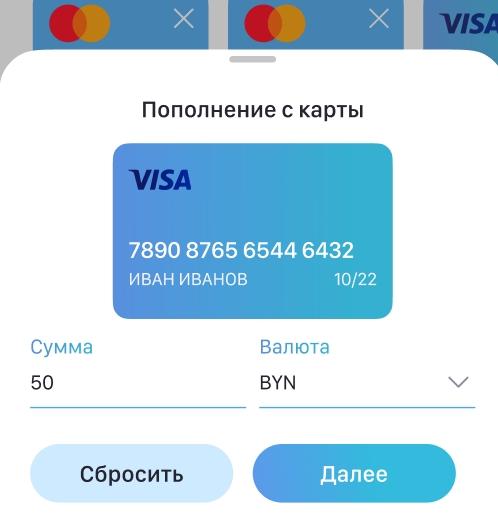 VISA
Пополнение с карты
VISA
7890 8765 6544 6432
ИВАН ИВАНОВ 10/22
Сумма Валюта
50 BYN
Сбросить Далее